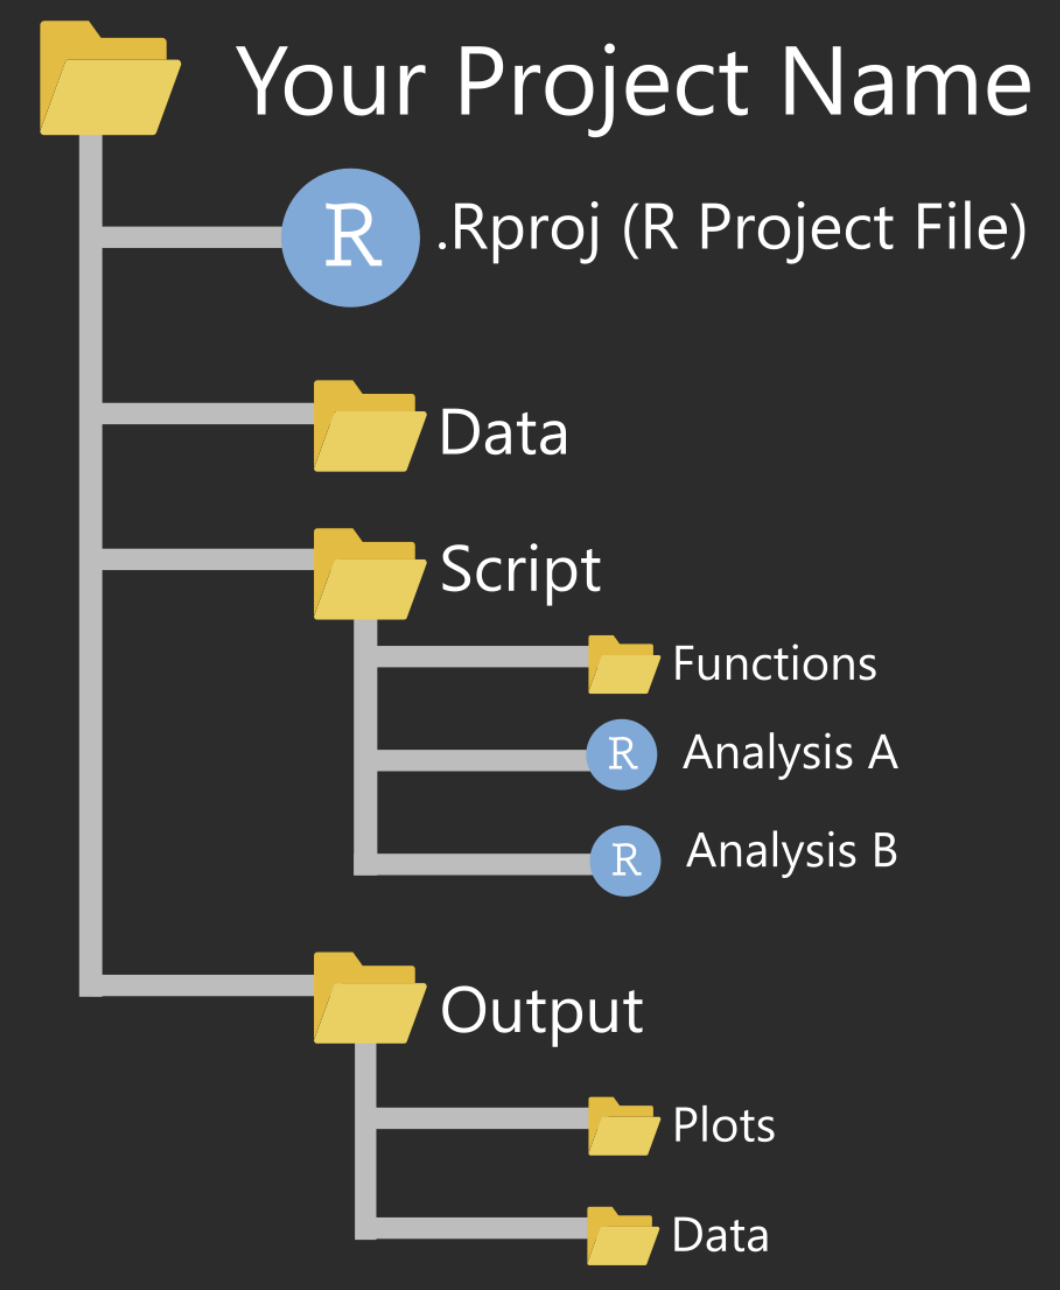 Your Project Name
R .Rproj (R Project File)
Data
Script
Functions
R Analysis A
R Analysis B
Output
Plots
Data